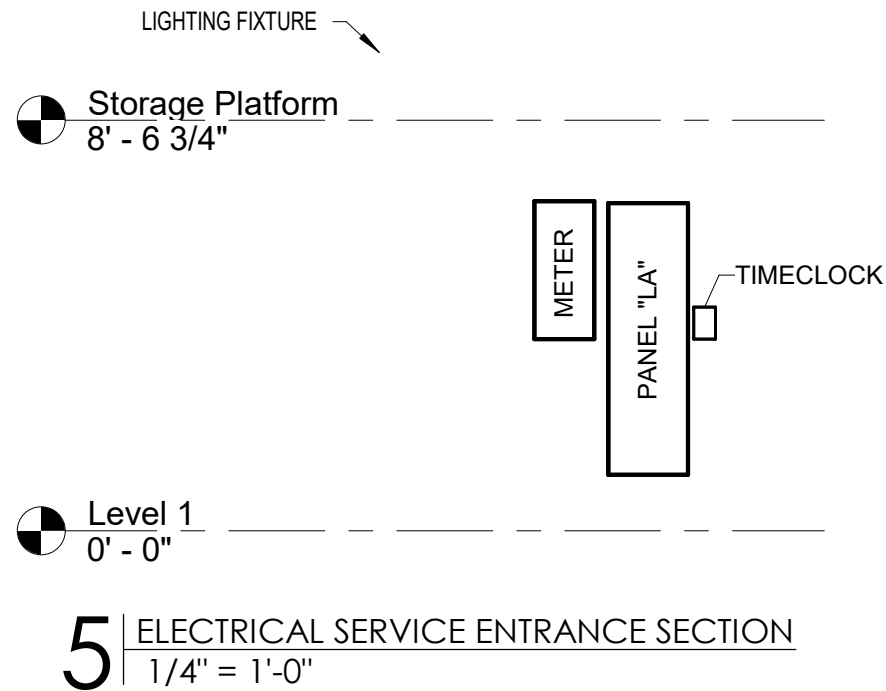 LIGHTING FIXTURE
Storage Platform
8' - 6 3/4"
METER
PANEL "LA"
TIMECLOCK
Level 1
0' - 0"
5
ELECTRICAL SERVICE ENTRANCE SECTION
1/4" = 1'-0"